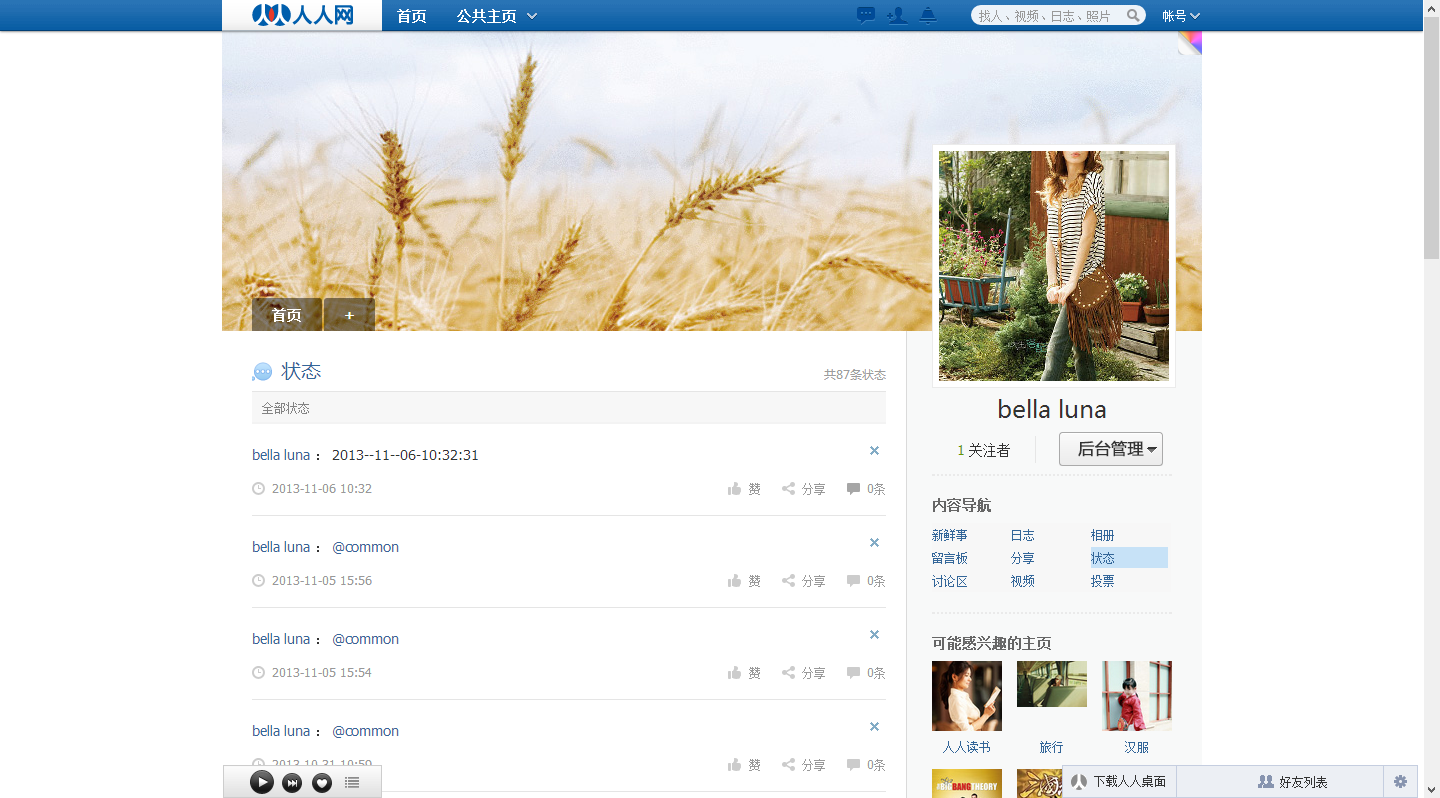 人人网 首页 公共主页 找人、视频、日志、照片 帐号
首页 +
状态 共87条状态
全部状态
bella luna ： 2013--11--06-10:32:31
2013-11-06 10:32 赞 分享 0条
bella luna ： @common
2013-11-05 15:56 赞 分享 0条
bella luna ： @common
2013-11-05 15:54 赞 分享 0条
bella luna ： @common
2013-10-31 10:59 赞 分享 0条
bella luna
1 关注者 后台管理
内容导航
新鲜事 日志 相册
留言板 分享 状态
讨论区 视频 投票
可能感兴趣的主页
人人读书 旅行 汉服
THE BIG BANG THEORY
下载人人桌面 好友列表